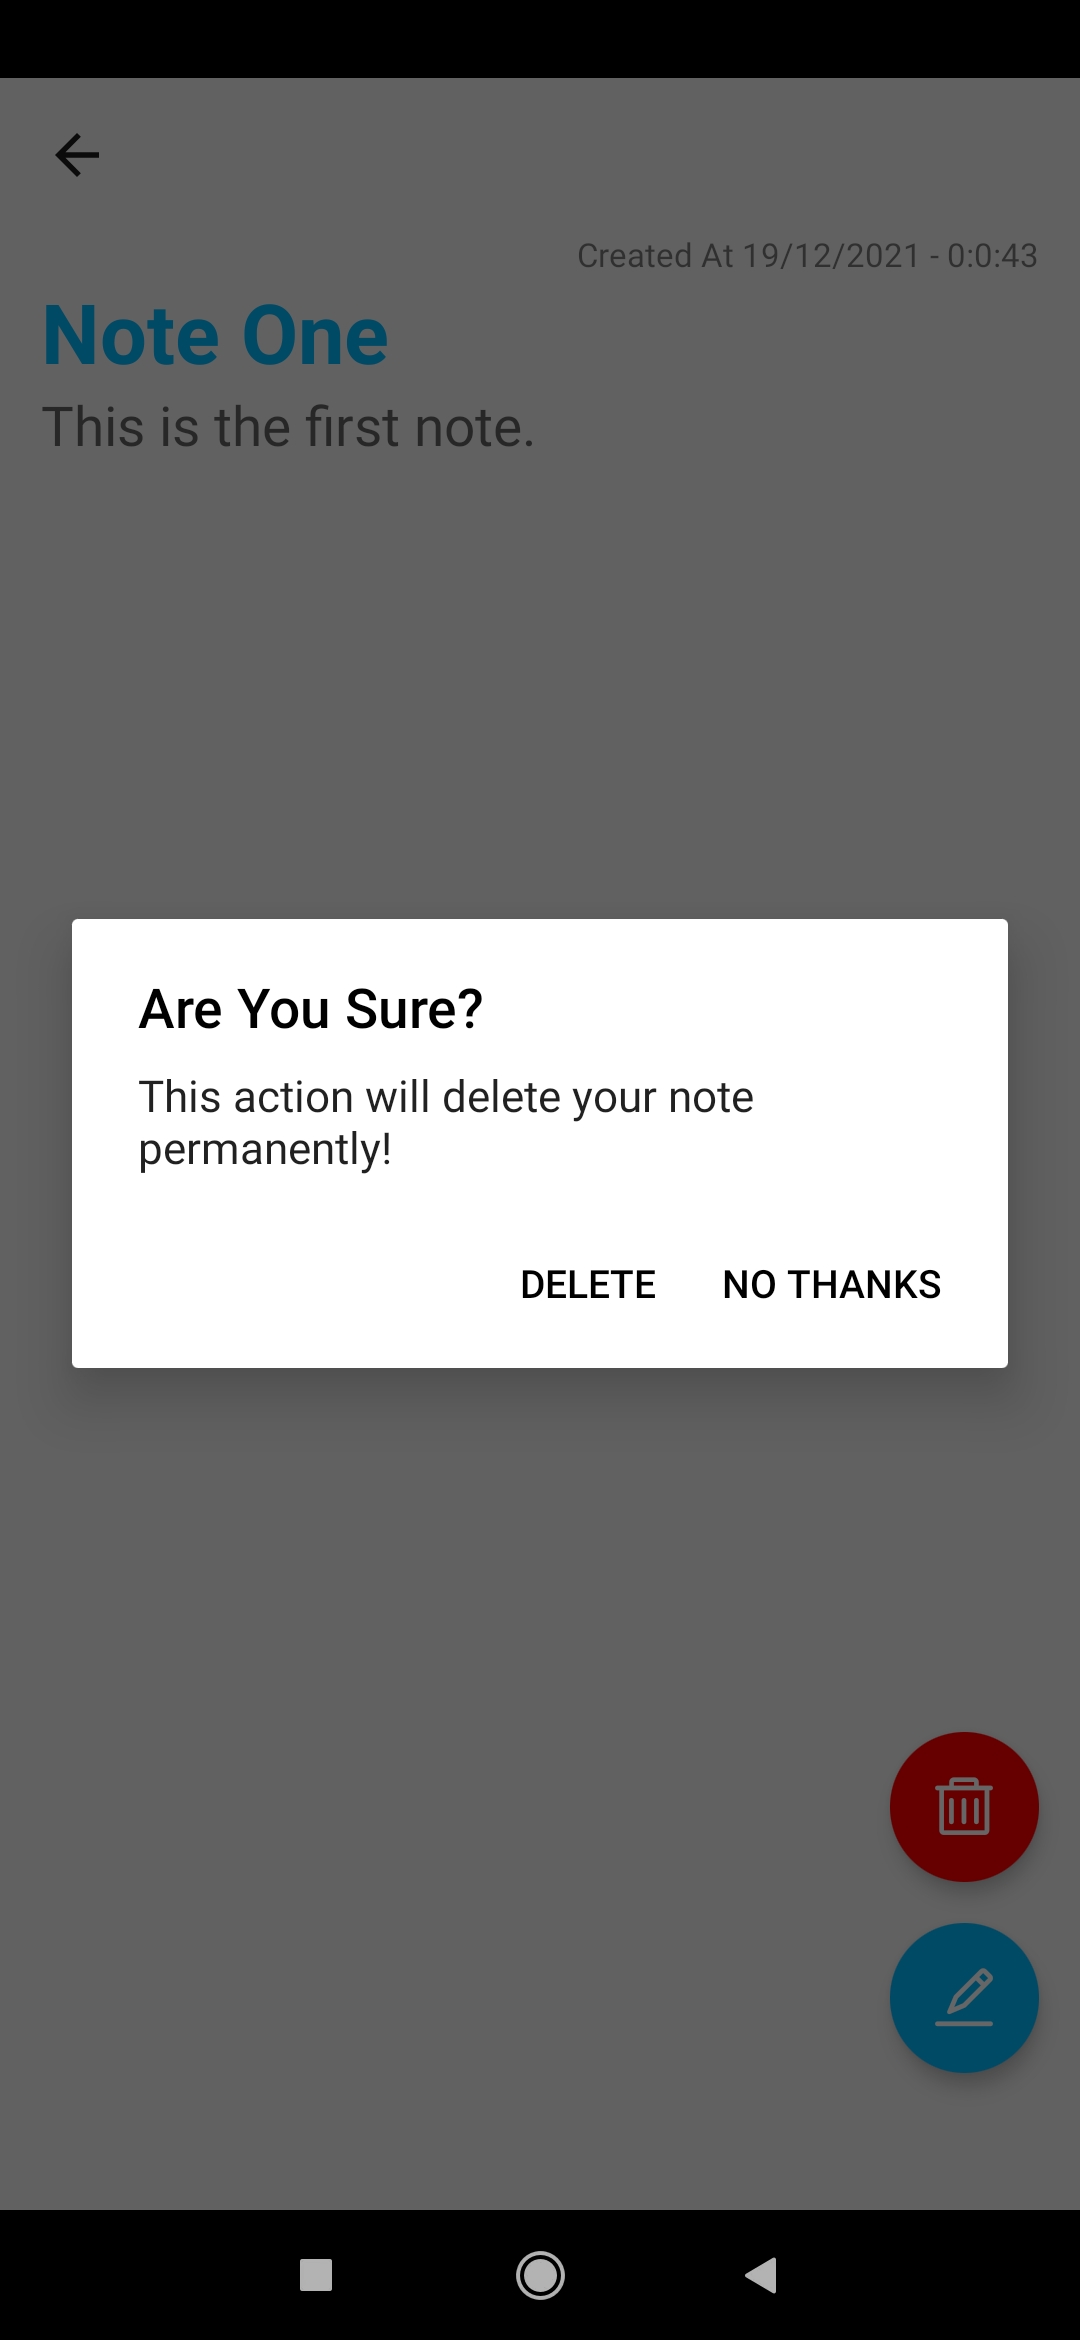 Created At 19/12/2021 - 0:0:43
Note One
This is the first note.
Are You Sure?
This action will delete your note
permanently!
DELETE NO THANKS